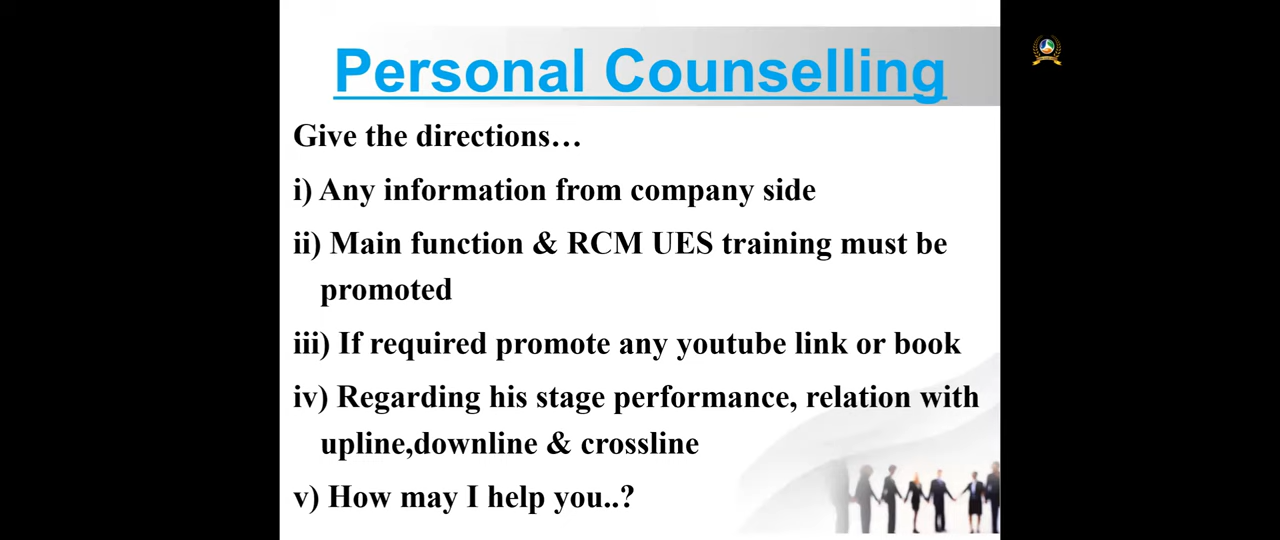 Personal Counselling
Give the directions…
i) Any information from company side
ii) Main function & RCM UES training must be
promoted
iii) If required promote any youtube link or book
iv) Regarding his stage performance, relation with
upline,downline & crossline
v) How may I help you..?